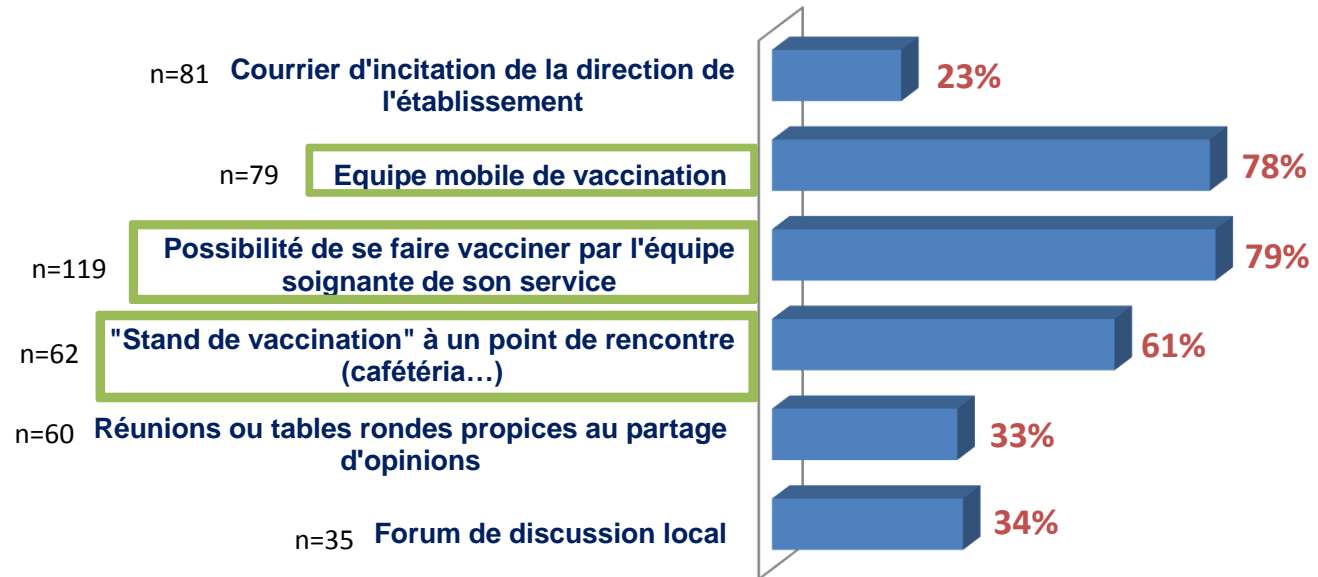 n=81 Courrier d'incitation de la direction de
l'établissement
23%
n=79 Equipe mobile de vaccination
78%
n=119 Possibilité de se faire vacciner par l'équipe
soignante de son service
79%
n=62 "Stand de vaccination" à un point de rencontre
(cafétéria…)
61%
n=60 Réunions ou tables rondes propices au partage
d'opinions
33%
n=35 Forum de discussion local
34%